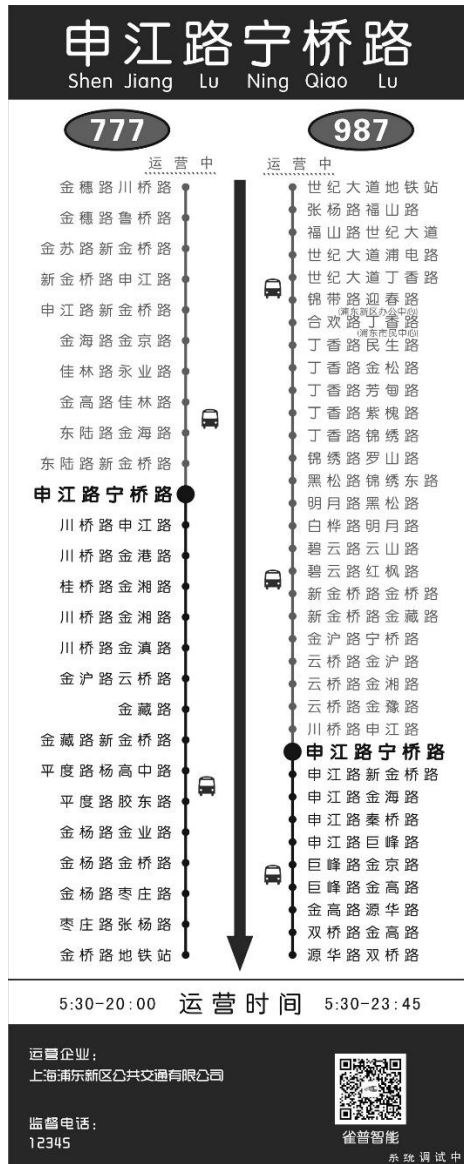 申江路宁桥路
Shen Jiang Lu Ning Qiao Lu
777
运营中
金穗路川桥路
金穗路鲁桥路
金苏路新金桥路
新金桥路申江路
申江路新金桥路
金海路金京路
佳林路永业路
金高路佳林路
东陆路金海路
东陆路新金桥路
申江路宁桥路
川桥路申江路
川桥路金港路
桂桥路金湘路
川桥路金湘路
川桥路金滇路
金沪路云桥路
金藏路
金藏路新金桥路
平度路杨高中路
平度路胶东路
金杨路金业路
金杨路金桥路
金杨路枣庄路
枣庄路张杨路
金桥路地铁站
987
运营中
世纪大道地铁站
张杨路福山路
福山路世纪大道
世纪大道浦电路
世纪大道丁香路
锦带路迎春路
(浦东新区办公中心)
合欢路丁香路
(浦东市民中心)
丁香路民生路
丁香路金松路
丁香路芳甸路
丁香路紫槐路
丁香路锦绣路
锦绣路罗山路
黑松路锦绣东路
明月路黑松路
白桦路明月路
碧云路云山路
碧云路红枫路
新金桥路金桥路
新金桥路金藏路
金沪路宁桥路
云桥路金沪路
云桥路金湘路
云桥路金豫路
川桥路申江路
申江路宁桥路
申江路新金桥路
申江路金海路
申江路秦桥路
申江路巨峰路
巨峰路金京路
巨峰路金高路
金高路源华路
双桥路金高路
源华路双桥路
5:30-20:00 运营时间 5:30-23:45
运营企业：
上海浦东新区公共交通有限公司
监督电话：
12345
雀普智能
系统调试中